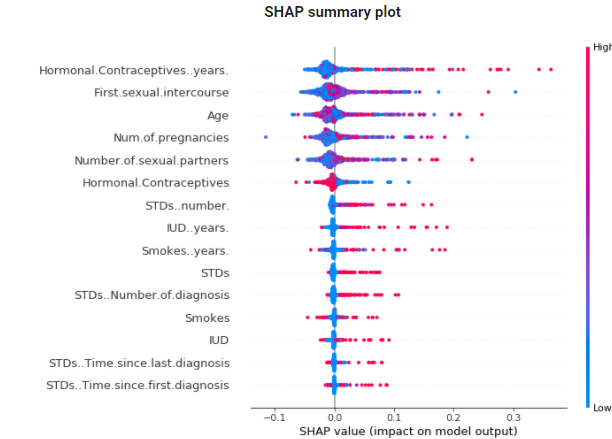 SHAP summary plot
High
Hormonal.Contraceptives..years.
First.sexual.intercourse
Age
Num.of.pregnancies
Number.of.sexual.partners
Hormonal.Contraceptives
STDs..number.
IUD..years.
Smokes..years.
STDs
STDs..Number.of.diagnosis
Smokes
IUD
STDs..Time.since.last.diagnosis
STDs..Time.since.first.diagnosis
Low
−0.1 0.0 0.1 0.2 0.3
SHAP value (impact on model output)